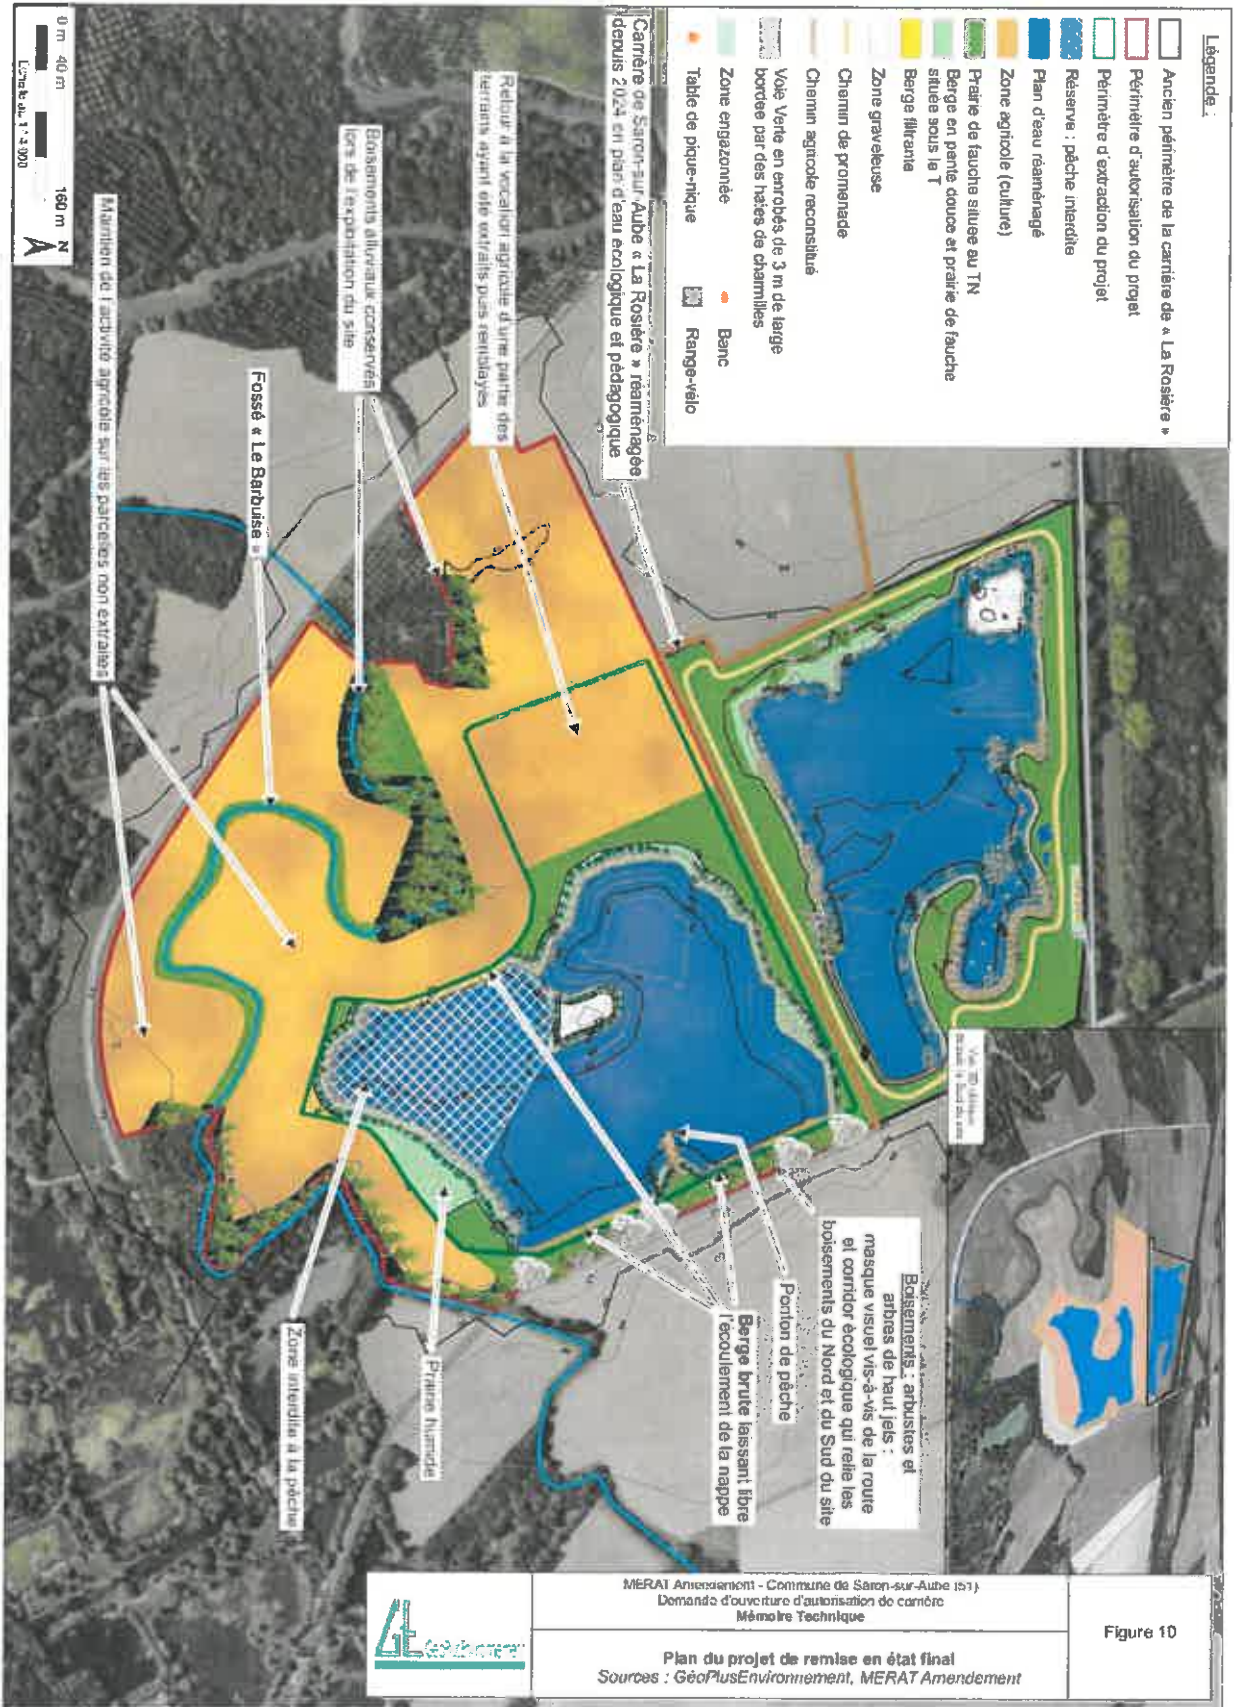 Légende :
Ancien périmètre de la carrière de « La Rosière »
Périmètre d'autorisation du projet
Périmètre d'extraction du projet
Réserve : pêche interdite
Plan d'eau réaménagé
Zone agricole (culture)
Prairie de fauche située au TN
Berge en pente douce et prairie de fauche
située sous le T
Berge filtrante
Zone graveleuse
Chemin de promenade
Chemin agricole reconstitué
Voie Verte en enrobés de 3 m de large
bordée par des haies de charmilles
Zone engazonnée
Banc
Table de pique-nique
Range-vélo
Carrière de Saron-sur-Aube « La Rosière » réaménagée
depuis 2024 en plan d'eau écologique et pédagogique
Retour à la vocation agricole d'une partie des
terrains ayant été extraits puis remblayés
Boisements alluviaux conservés
lors de l'exploitation du site
Fossé « Le Barbuise »
Maintien de l'activité agricole sur les parcelles non extraites
0 m 40 m 160 m N
Boisements : arbustes et
arbres de haut jets :
masque visuel vis-à-vis de la route
et corridor écologique qui relie les
boisements du Nord et du Sud du site
Ponton de pêche
Berge brute laissant libre
l'écoulement de la nappe
Prairie humide
Zone interdite à la pêche
MERAT Amendement - Commune de Saron-sur-Aube (51)
Demande d'ouverture d'autorisation de carrière
Mémoire Technique
Plan du projet de remise en état final
Sources : GéoPlusEnvironnement, MERAT Amendement
Figure 10